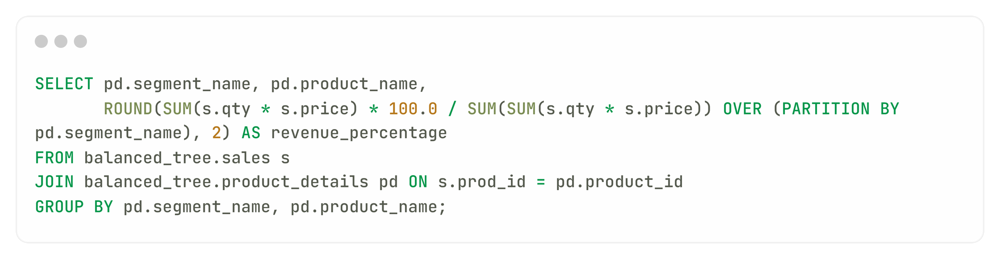 SELECT pd.segment_name, pd.product_name,
       ROUND(SUM(s.qty * s.price) * 100.0 / SUM(SUM(s.qty * s.price)) OVER (PARTITION BY
pd.segment_name), 2) AS revenue_percentage
FROM balanced_tree.sales s
JOIN balanced_tree.product_details pd ON s.prod_id = pd.product_id
GROUP BY pd.segment_name, pd.product_name;